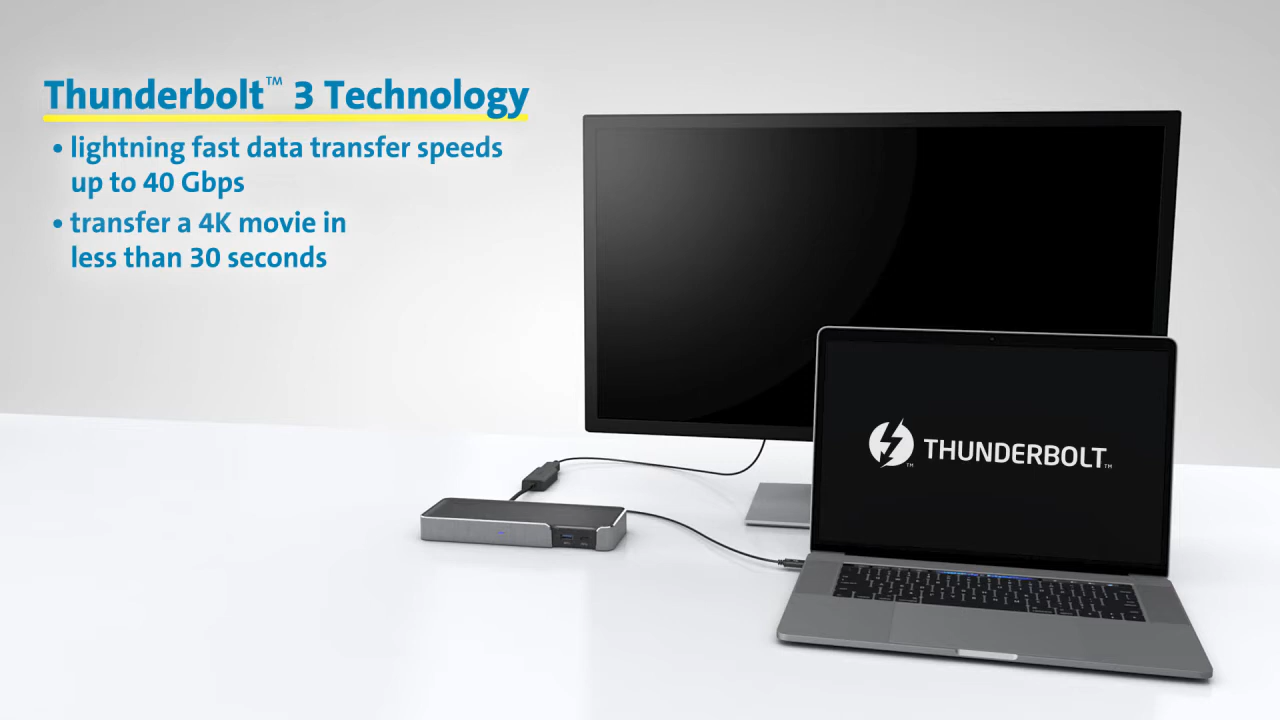 Thunderbolt™ 3 Technology
• lightning fast data transfer speeds
up to 40 Gbps
• transfer a 4K movie in
less than 30 seconds
THUNDERBOLT™